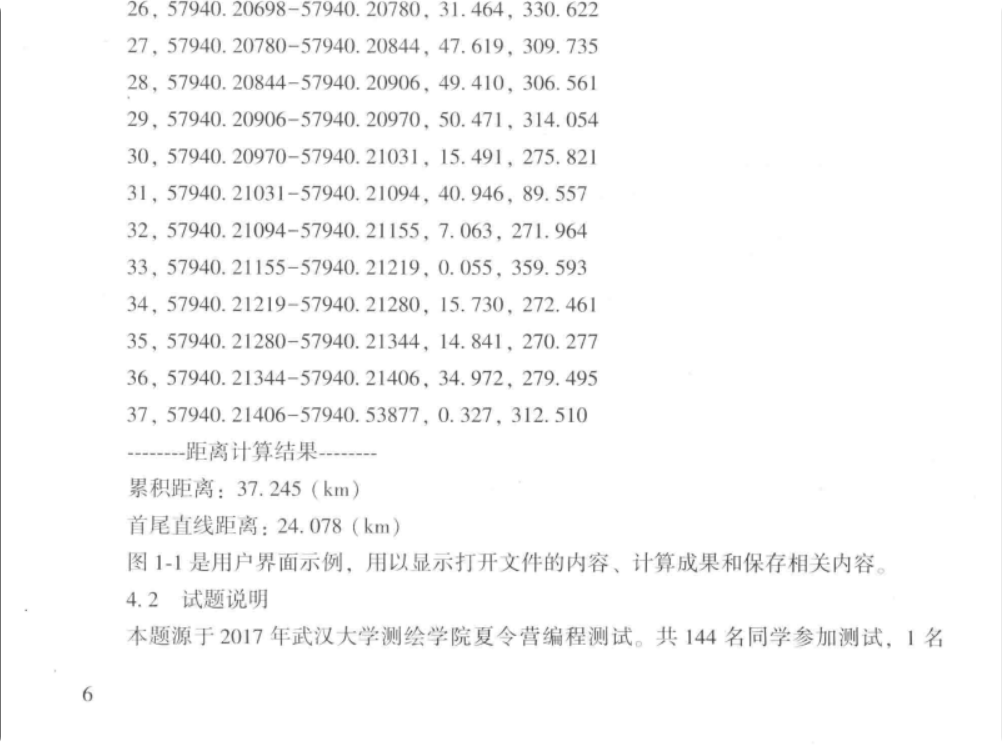 26, 57940. 20698-57940. 20780, 31. 464, 330. 622
27, 57940. 20780-57940. 20844, 47. 619, 309. 735
28, 57940. 20844-57940. 20906, 49. 410, 306. 561
29, 57940. 20906-57940. 20970, 50. 471, 314. 054
30, 57940. 20970-57940. 21031, 15. 491, 275. 821
31, 57940. 21031-57940. 21094, 40. 946, 89. 557
32, 57940. 21094-57940. 21155, 7. 063, 271. 964
33, 57940. 21155-57940. 21219, 0. 055, 359. 593
34, 57940. 21219-57940. 21280, 15. 730, 272. 461
35, 57940. 21280-57940. 21344, 14. 841, 270. 277
36, 57940. 21344-57940. 21406, 34. 972, 279. 495
37, 57940. 21406-57940. 53877, 0. 327, 312. 510
--------距离计算结果--------
累积距离：37. 245（km）
首尾直线距离：24. 078（km）
图 1-1 是用户界面示例，用以显示打开文件的内容、计算成果和保存相关内容。
4. 2 试题说明
本题源于 2017 年武汉大学测绘学院夏令营编程测试。共 144 名同学参加测试，1 名
6